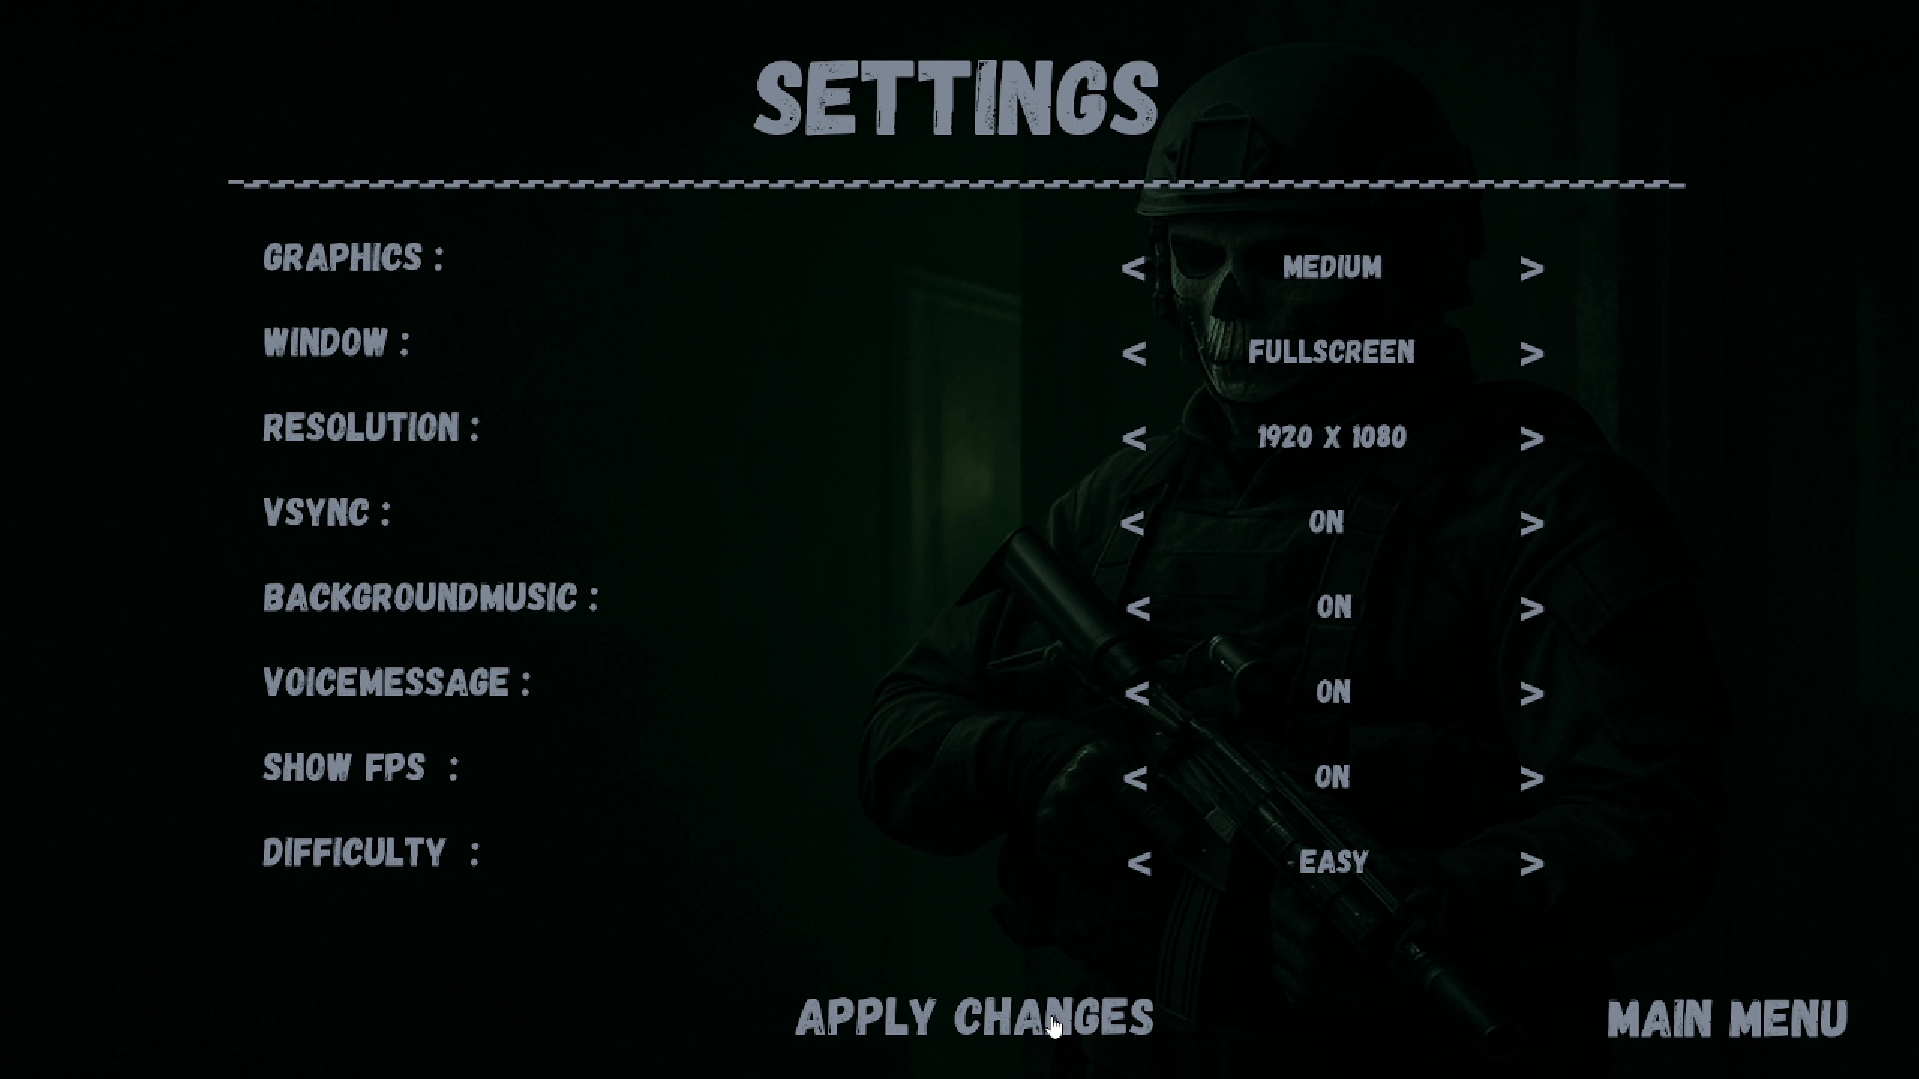 SETTINGS
GRAPHICS : < MEDIUM >
WINDOW : < FULLSCREEN >
RESOLUTION : < 1920 X 1080 >
VSYNC : < ON >
BACKGROUNDMUSIC : < ON >
VOICEMESSAGE : < ON >
SHOW FPS : < ON >
DIFFICULTY : < EASY >
APPLY CHANGES MAIN MENU